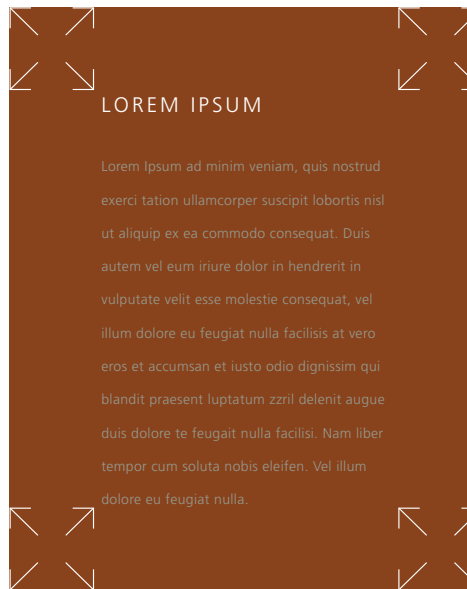 LOREM IPSUM
Lorem Ipsum ad minim veniam, quis nostrud
exerci tation ullamcorper suscipit lobortis nisl
ut aliquip ex ea commodo consequat. Duis
autem vel eum iriure dolor in hendrerit in
vulputate velit esse molestie consequat, vel
illum dolore eu feugiat nulla facilisis at vero
eros et accumsan et iusto odio dignissim qui
blandit praesent luptatum zzril delenit augue
duis dolore te feugait nulla facilisi. Nam liber
tempor cum soluta nobis eleifen. Vel illum
dolore eu feugiat nulla.